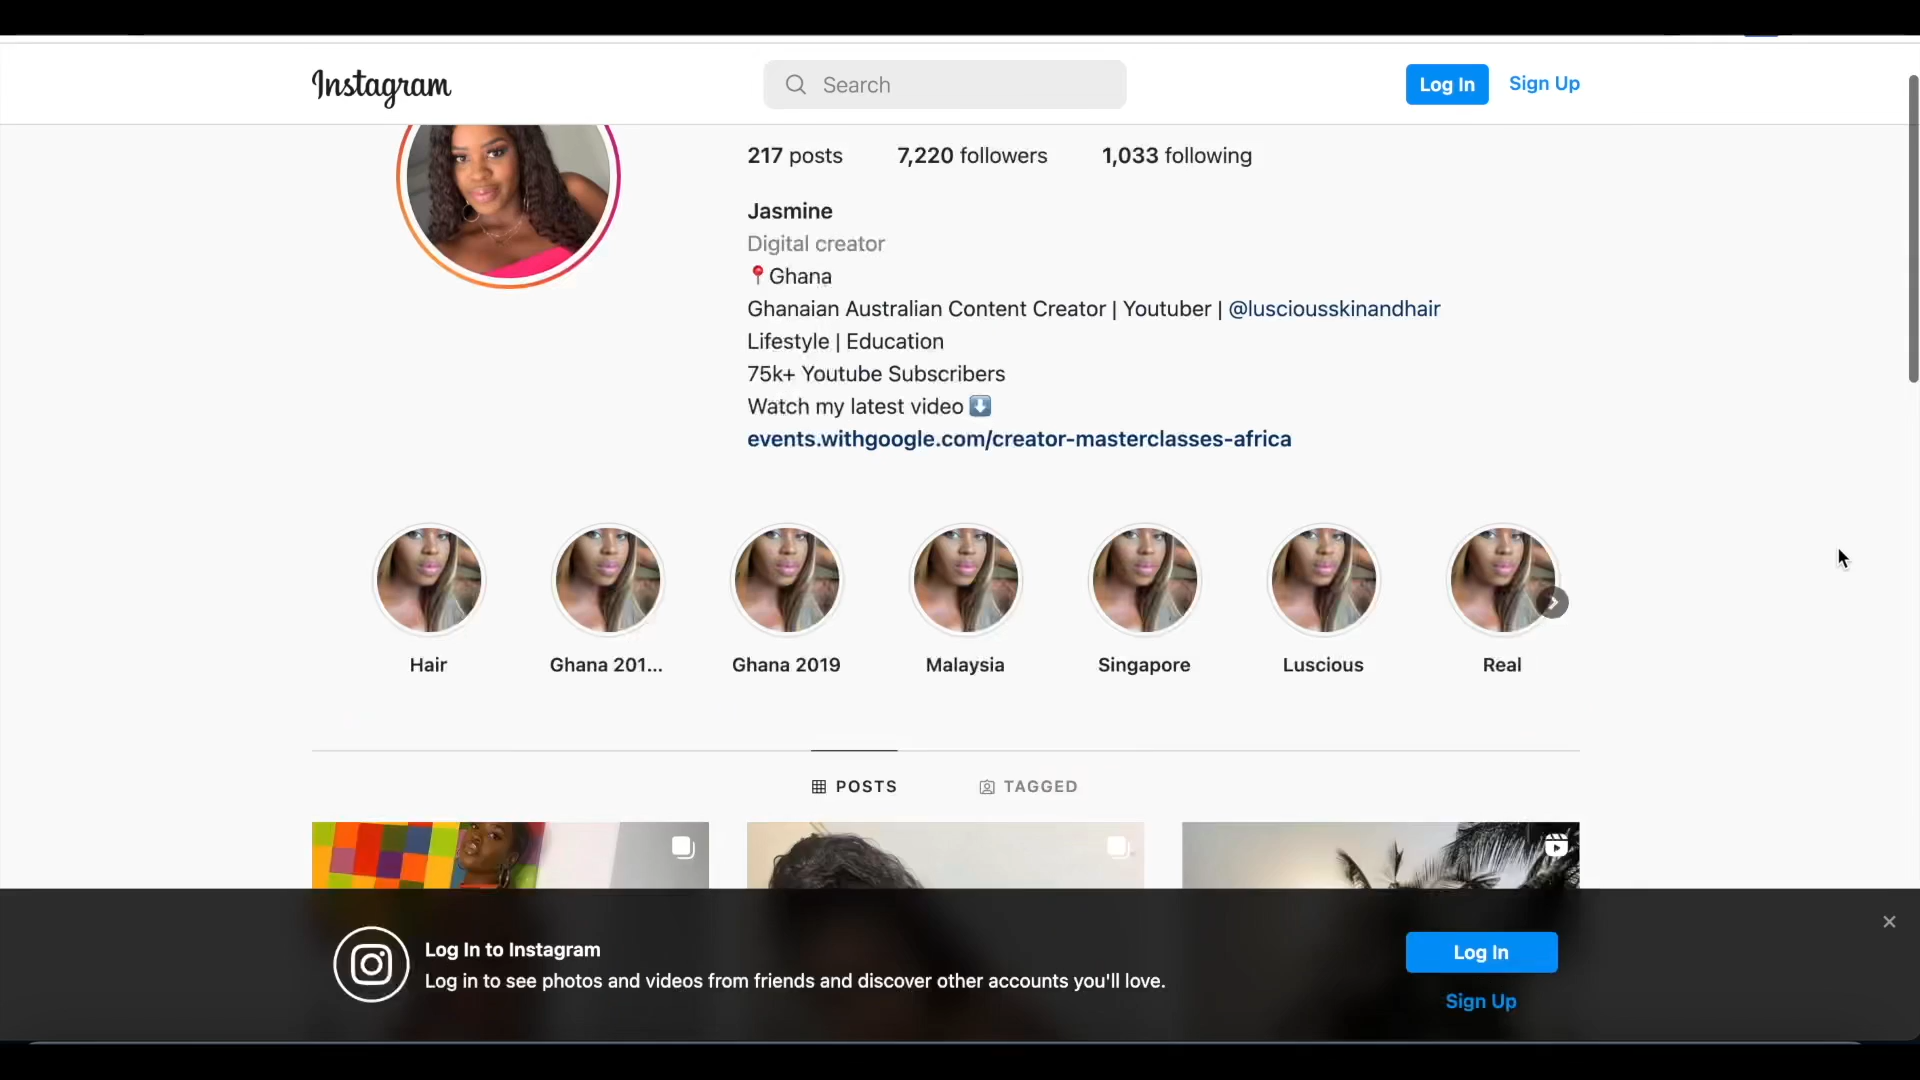 Instagram
Search
Log In
Sign Up
217 posts
7,220 followers
1,033 following
Jasmine
Digital creator
📍Ghana
Ghanaian Australian Content Creator | Youtuber | @lusciousskinandhair
Lifestyle | Education
75k+ Youtube Subscribers
Watch my latest video ⬇️
events.withgoogle.com/creator-masterclasses-africa
Hair
Ghana 201...
Ghana 2019
Malaysia
Singapore
Luscious
Real
POSTS
TAGGED
Log In to Instagram
Log in to see photos and videos from friends and discover other accounts you'll love.
Log In
Sign Up